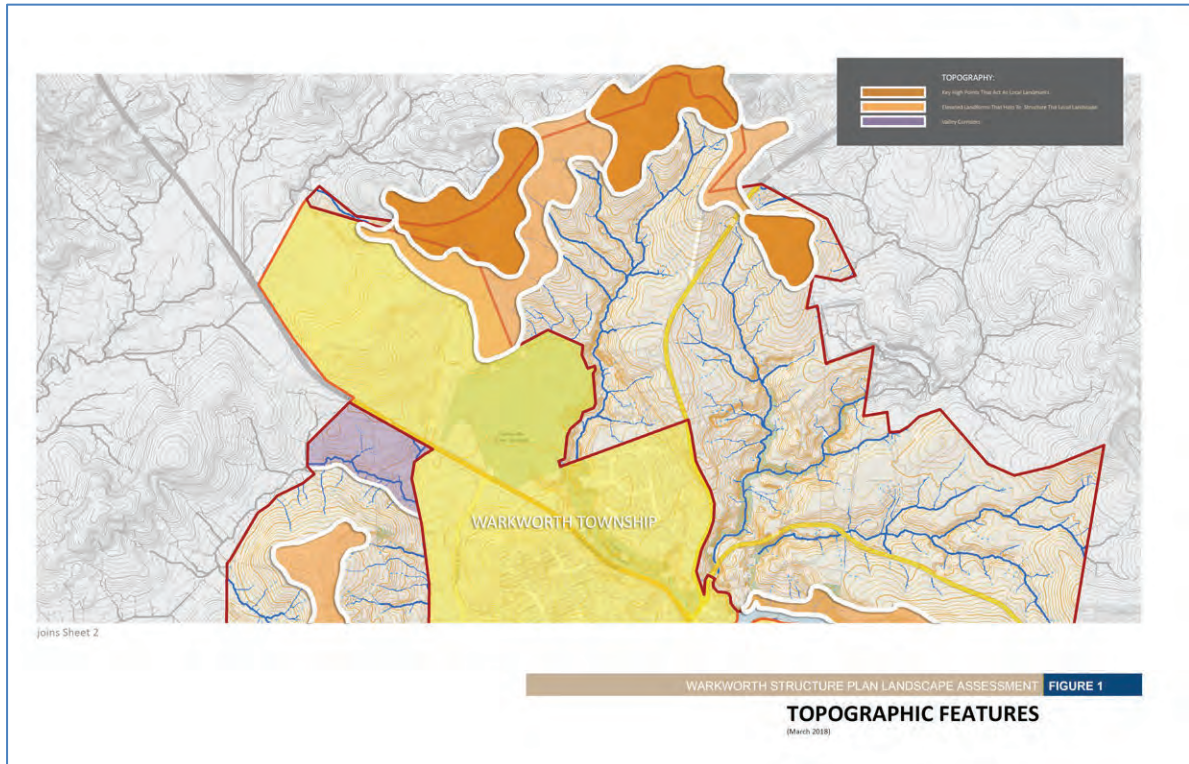 TOPOGRAPHY:
Key High Points That Act As Local Landmarks
Elevated Landforms That Help To Structure The Local Landscape
Valley Corridors
WARKWORTH TOWNSHIP
joins Sheet 2
WARKWORTH STRUCTURE PLAN LANDSCAPE ASSESSMENT FIGURE 1
TOPOGRAPHIC FEATURES
(March 2018)